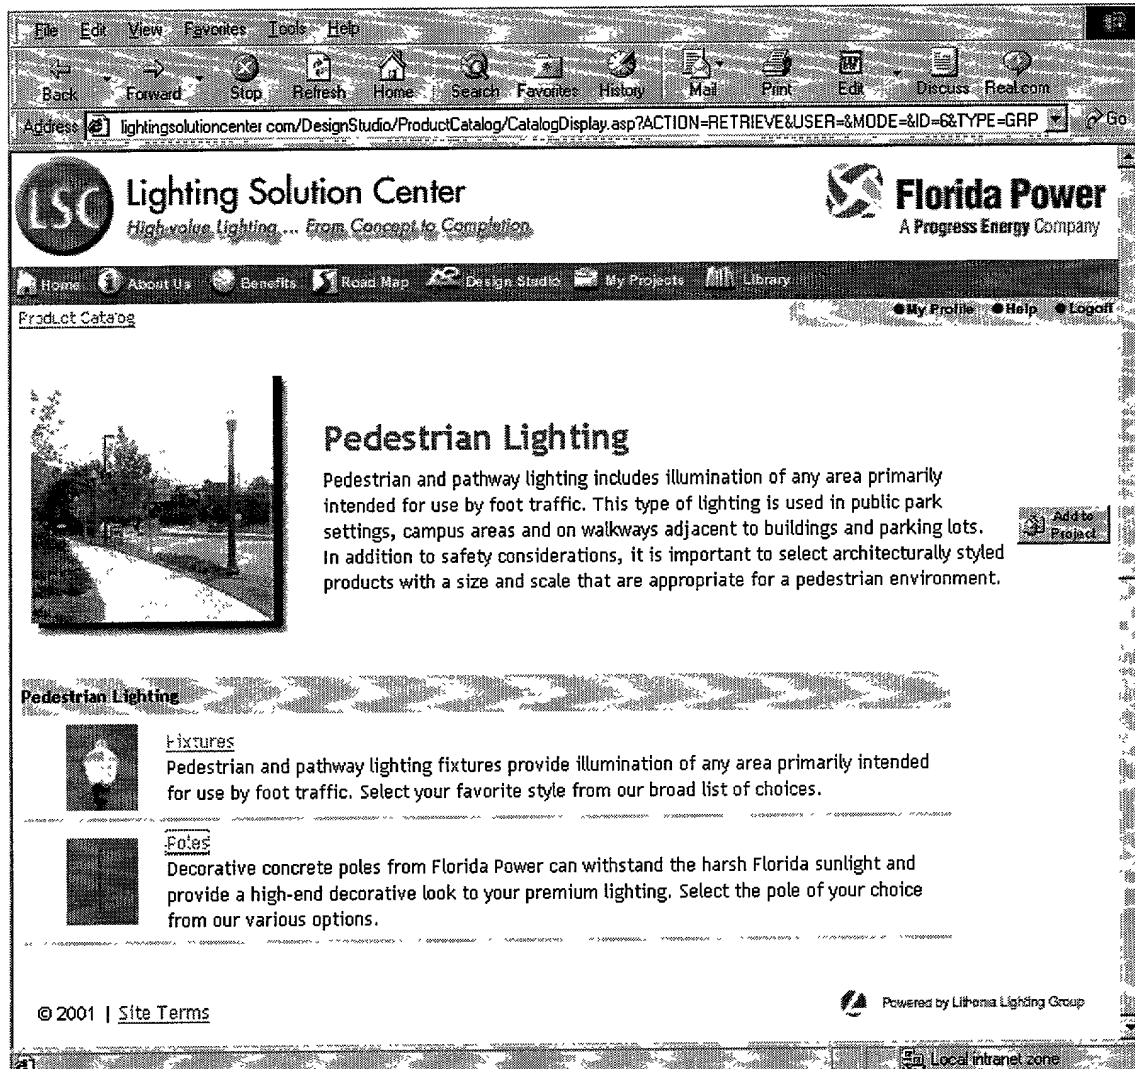 File Edit View Favorites Tools Help
Back Forward Stop Refresh Home Search Favorites History Mail Print Edit Discuss Real.com
Address lightingsolutioncenter.com/DesignStudio/ProductCatalog/CatalogDisplay.asp?ACTION=RETRIEVE&USER=&MODE=&ID=6&TYPE=GRP Go
LSC Lighting Solution Center
High-value Lighting ... From Concept to Completion
Florida Power
A Progress Energy Company
Home About Us Benefits Road Map Design Studio My Projects Library
Product Catalog
My Profile Help Logoff
Pedestrian Lighting
Pedestrian and pathway lighting includes illumination of any area primarily
intended for use by foot traffic. This type of lighting is used in public park
settings, campus areas and on walkways adjacent to buildings and parking lots.
In addition to safety considerations, it is important to select architecturally styled
products with a size and scale that are appropriate for a pedestrian environment.
Add to
Project
Pedestrian Lighting
Fixtures
Pedestrian and pathway lighting fixtures provide illumination of any area primarily intended
for use by foot traffic. Select your favorite style from our broad list of choices.
Poles
Decorative concrete poles from Florida Power can withstand the harsh Florida sunlight and
provide a high-end decorative look to your premium lighting. Select the pole of your choice
from our various options.
© 2001 | Site Terms
Powered by Lithonia Lighting Group
Local intranet zone